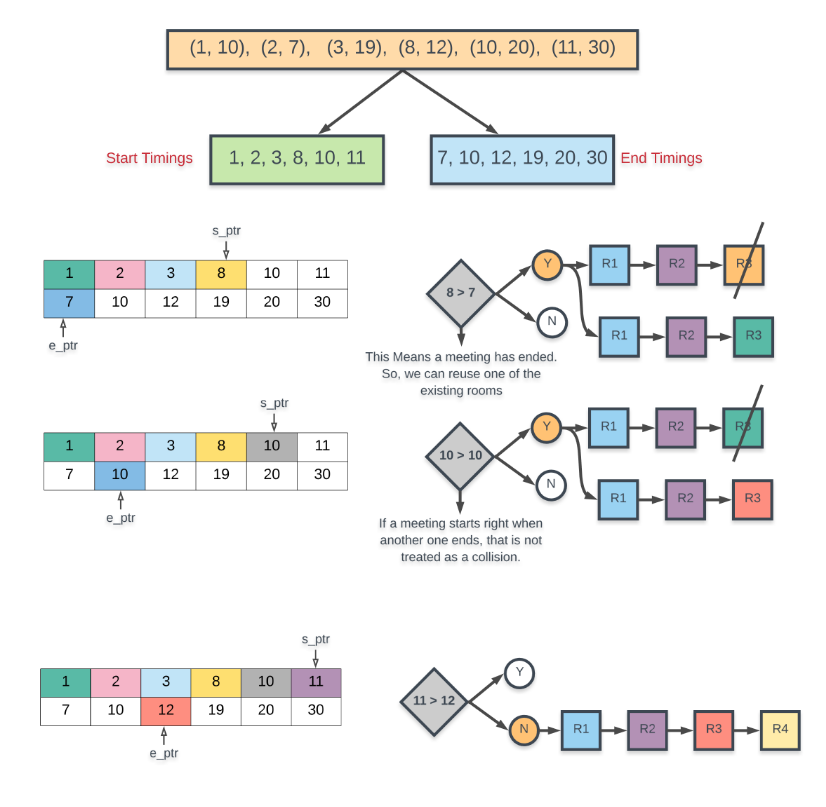 (1, 10), (2, 7), (3, 19), (8, 12), (10, 20), (11, 30)
Start Timings
1, 2, 3, 8, 10, 11
7, 10, 12, 19, 20, 30
End Timings
s_ptr
1 2 3 8 10 11
7 10 12 19 20 30
e_ptr
8 > 7
Y
N
R1 R2 R3
R1 R2 R3
This Means a meeting has ended.
So, we can reuse one of the
existing rooms
s_ptr
1 2 3 8 10 11
7 10 12 19 20 30
e_ptr
10 > 10
Y
N
R1 R2 R3
R1 R2 R3
If a meeting starts right when
another one ends, that is not
treated as a collision.
s_ptr
1 2 3 8 10 11
7 10 12 19 20 30
e_ptr
11 > 12
Y
N
R1 R2 R3 R4